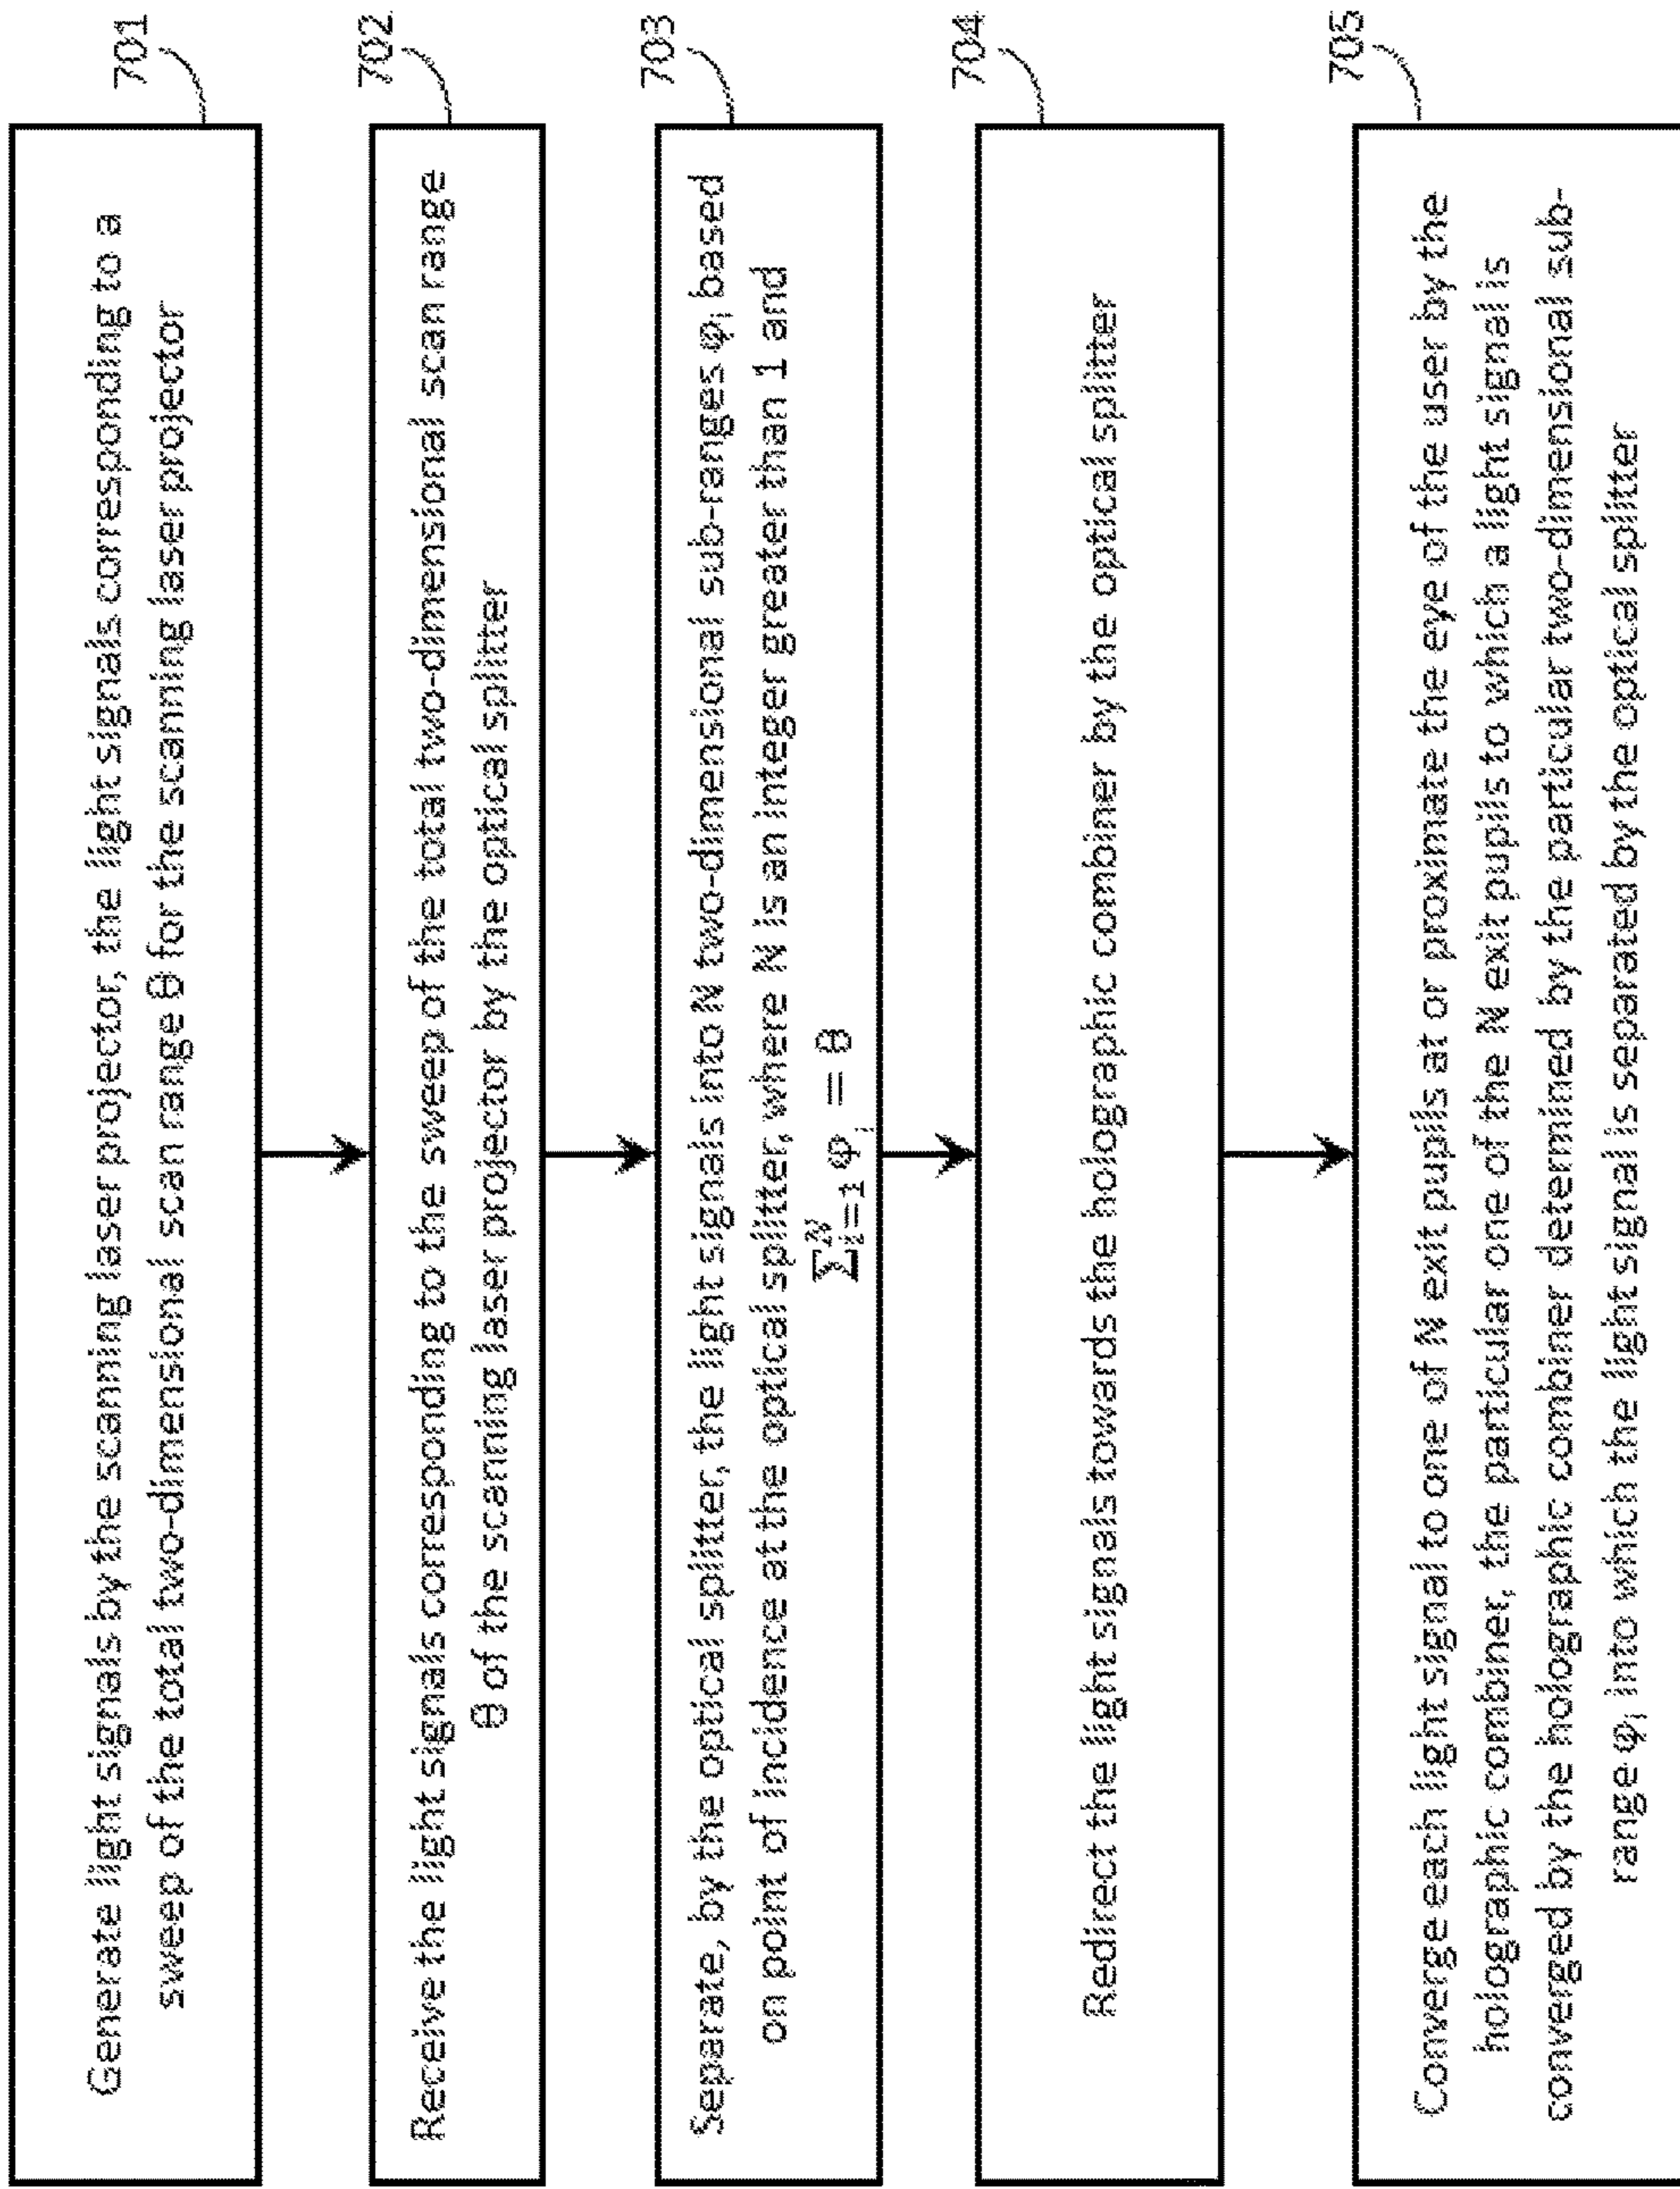 701
Generate light signals by the scanning laser projector, the light signals corresponding to a
sweep of the total two-dimensional scan range θ for the scanning laser projector
702
Receive the light signals corresponding to the sweep of the total two-dimensional scan range
θ of the scanning laser projector by the optical splitter
703
Separate, by the optical splitter, the light signals into N two-dimensional sub-ranges φᵢ based
on point of incidence at the optical splitter, where N is an integer greater than 1 and
∑ᴺᵢ₌₁ φᵢ = θ
704
Redirect the light signals towards the holographic combiner by the optical splitter
705
Converge each light signal to one of N exit pupils at or proximate the eye of the user by the
holographic combiner, the particular one of the N exit pupils to which a light signal is
converged by the holographic combiner determined by the particular two-dimensional sub-
range φᵢ into which the light signal is separated by the optical splitter